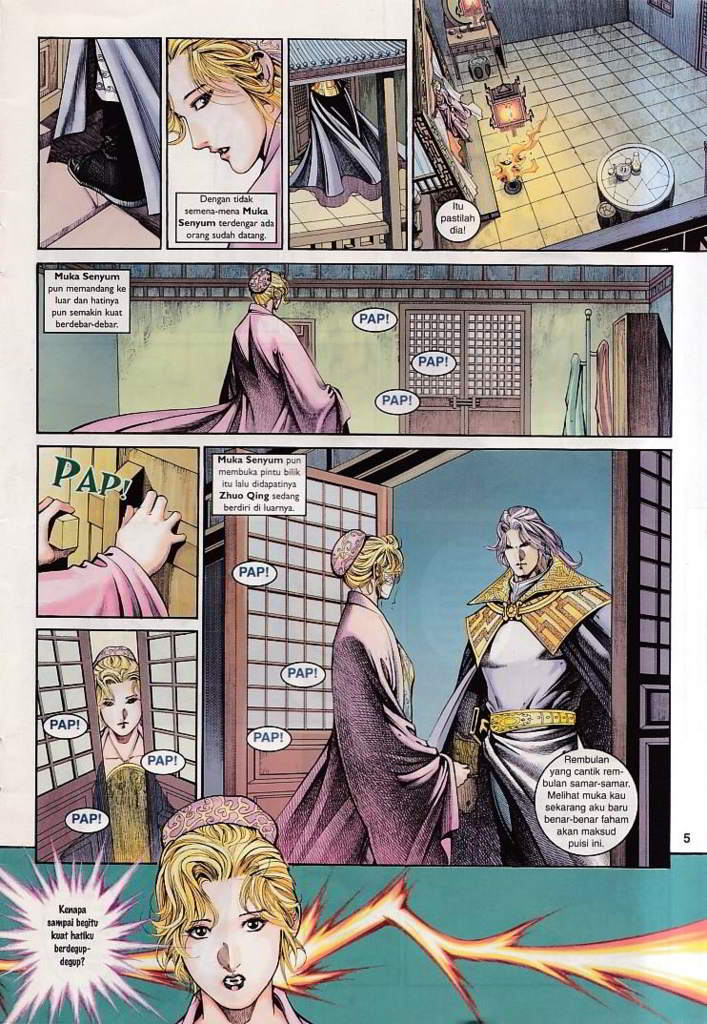 Dengan tidak
semena-mena Muka
Senyum terdengar ada
orang sudah datang.
Itu
pastilah
dia!
Muka Senyum
pun memandang ke
luar dan hatinya
pun semakin kuat
berdebar-debar.
PAP!
PAP!
PAP!
PAP!
Muka Senyum pun
membuka pintu bilik
itu lalu didapatinya
Zhuo Qing sedang
berdiri di luarnya.
PAP!
PAP!
PAP!
PAP!
PAP!
PAP!
Rembulan
yang cantik rem-
bulan samar-samar.
Melihat muka kau
sekarang aku baru
benar-benar faham
akan maksud
puisi ini.
5
Kenapa
sampai begitu
kuat hatiku
berdegup-
degup?